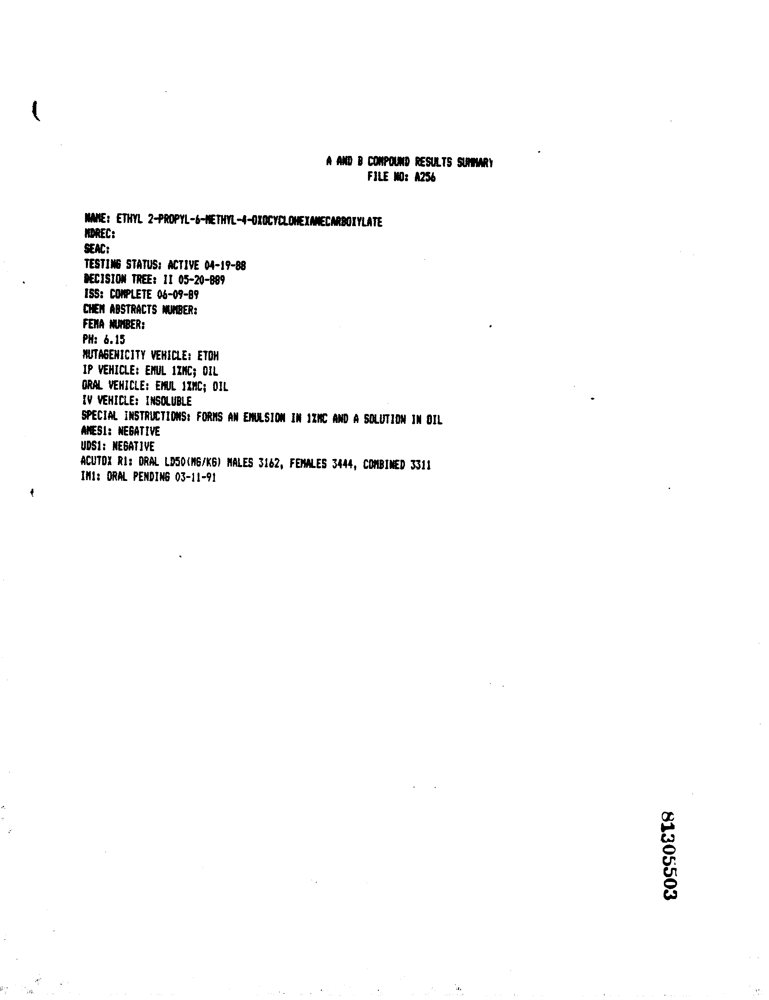 A AND B COMPOUND RESULTS SUMMARY
FILE NO: A256
NAME: ETHYL 2-PROPYL-6-METHYL-4-OXOCYCLOHEXANECARBOXYLATE
MDREC:
SEAC:
TESTING STATUS: ACTIVE 04-19-88
DECISION TREE: II 05-20-889
ISS: COMPLETE 06-09-89
CHEM ABSTRACTS NUMBER:
FEMA NUMBER:
PH: 6.15
MUTAGENICITY VEHICLE: ETOH
IP VEHICLE: EMUL 1%MC; OIL
ORAL VEHICLE: EMUL 1%MC; OIL
IV VEHICLE: INSOLUBLE
SPECIAL INSTRUCTIONS: FORMS AN EMULSION IN 1%MC AND A SOLUTION IN OIL
AMES1: NEGATIVE
UDS1: NEGATIVE
ACUTOX R1: ORAL LD50(MG/KG) MALES 3162, FEMALES 3444, COMBINED 3311
IM1: ORAL PENDING 03-11-91
81305503